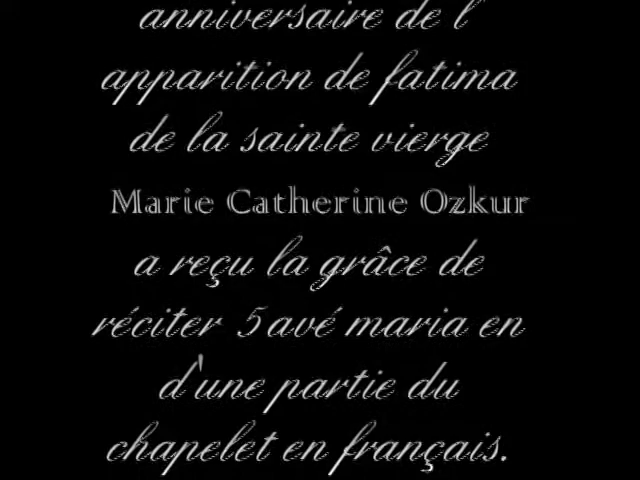 anniversaire de l'
apparition de fatima
de la sainte vierge
Marie Catherine Ozkur
a reçu la grâce de
réciter 5 avé maria en
d'une partie du
chapelet en français.